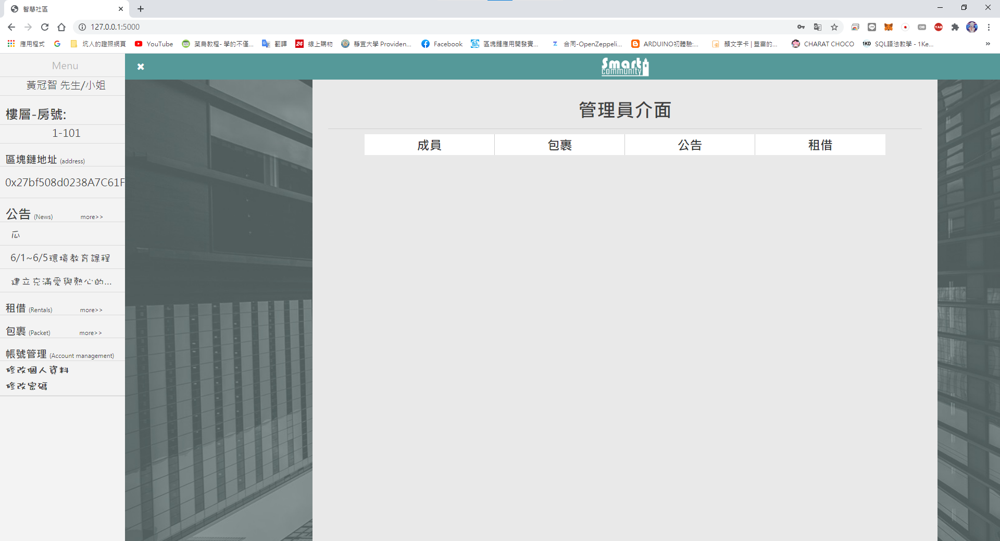 智慧社區
127.0.0.1:5000
應用程式 坑人的證照網頁 YouTube 菜鳥教程- 學的不僅... 翻譯 24 線上購物 靜宜大學 Providen... Facebook 區塊鏈應用開發實... Z 合同-OpenZeppeli... ARDUINO初體驗:... 顏文字卡 | 豐富的... CHARAT CHOCO 1KD SQL語法教學 - 1Ke... »
Menu
黃冠智 先生/小姐
樓層-房號:
1-101
區塊鏈地址 (address)
0x27bf508d0238A7C61F
公告 (News) more>>
瓜
6/1~6/5環境教育課程
建立充滿愛與熱心的...
租借 (Rentals) more>>
包裹 (Packet) more>>
帳號管理 (Account management)
修改個人資料
修改密碼
Smart
community
管理員介面
成員 包裹 公告 租借